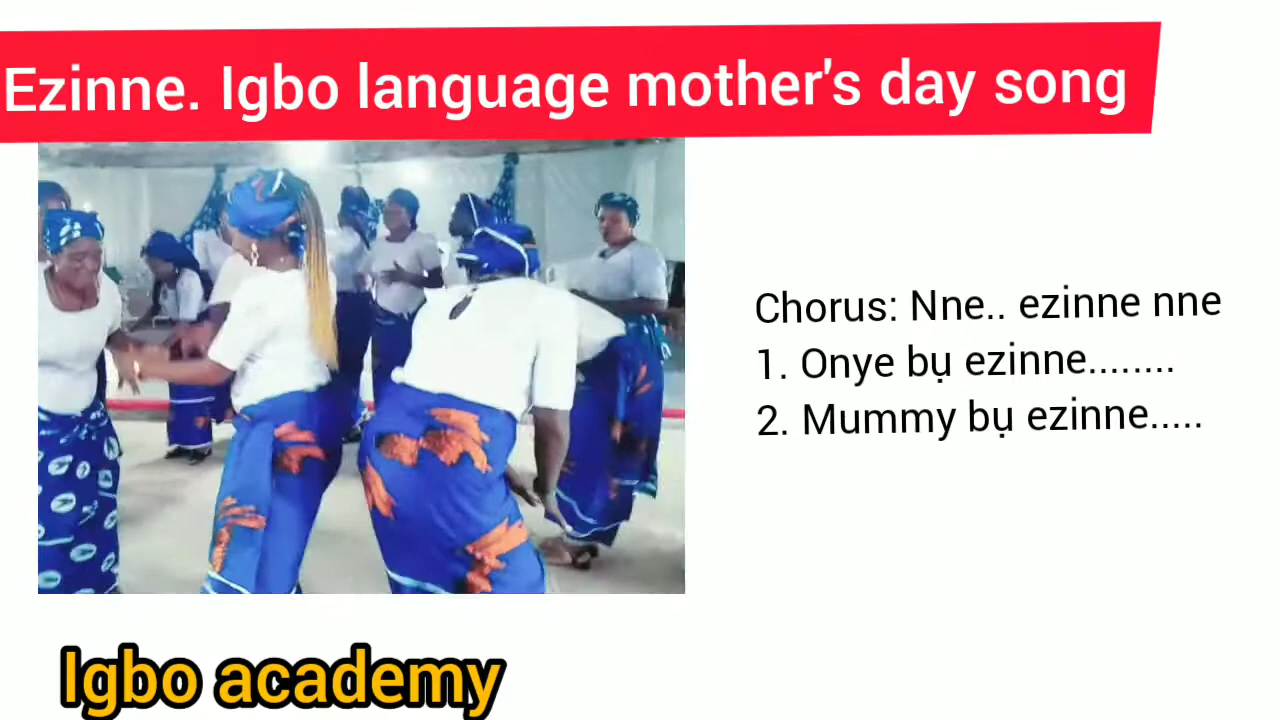 Ezinne. Igbo language mother's day song
Chorus: Nne.. ezinne nne
1. Onye bụ ezinne........
2. Mummy bụ ezinne.....
Igbo academy